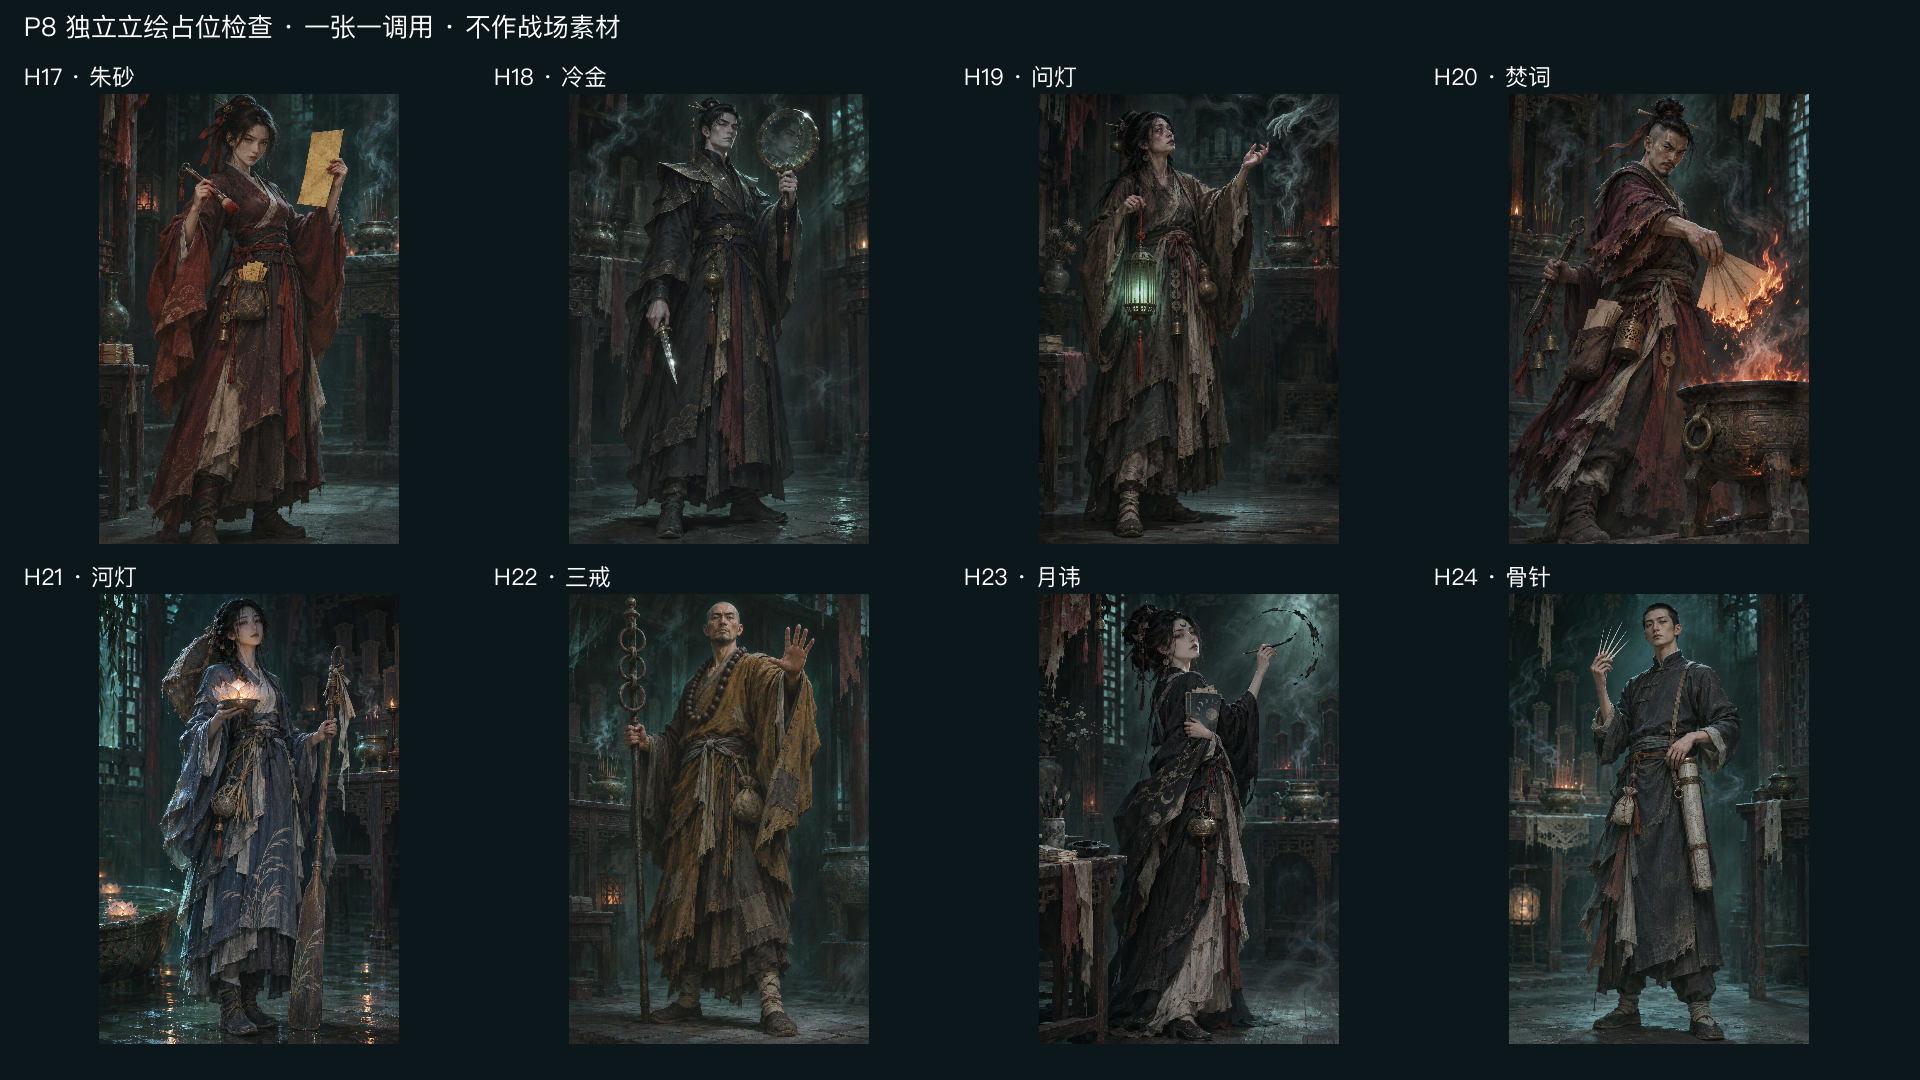 P8 独立立绘占位检查 · 一张一调用 · 不作战场素材
H17 · 朱砂
H18 · 冷金
H19 · 问灯
H20 · 焚词
H21 · 河灯
H22 · 三戒
H23 · 月讳
H24 · 骨针